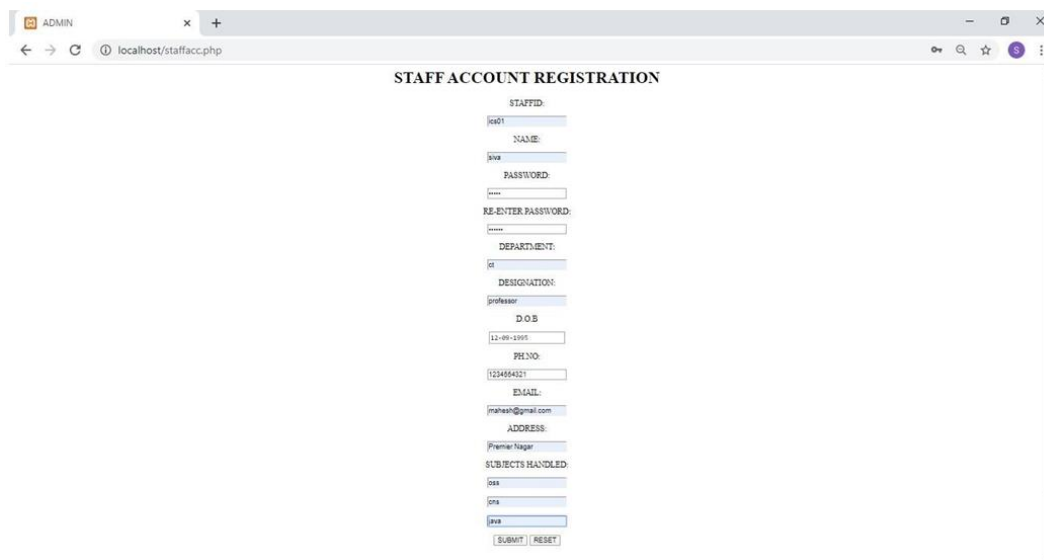 ADMIN
localhost/staffacc.php
S
STAFF ACCOUNT REGISTRATION
STAFFID:
ics01
NAME:
siva
PASSWORD:
•••••
RE-ENTER PASSWORD:
••••••
DEPARTMENT:
ct
DESIGNATION:
professor
D.O.B
12-09-1995
PH.NO:
EMAIL:
mahesh@gmail.com
ADDRESS:
Premier Nagar
SUBJECTS HANDLED:
oss
cns
java
SUBMIT RESET